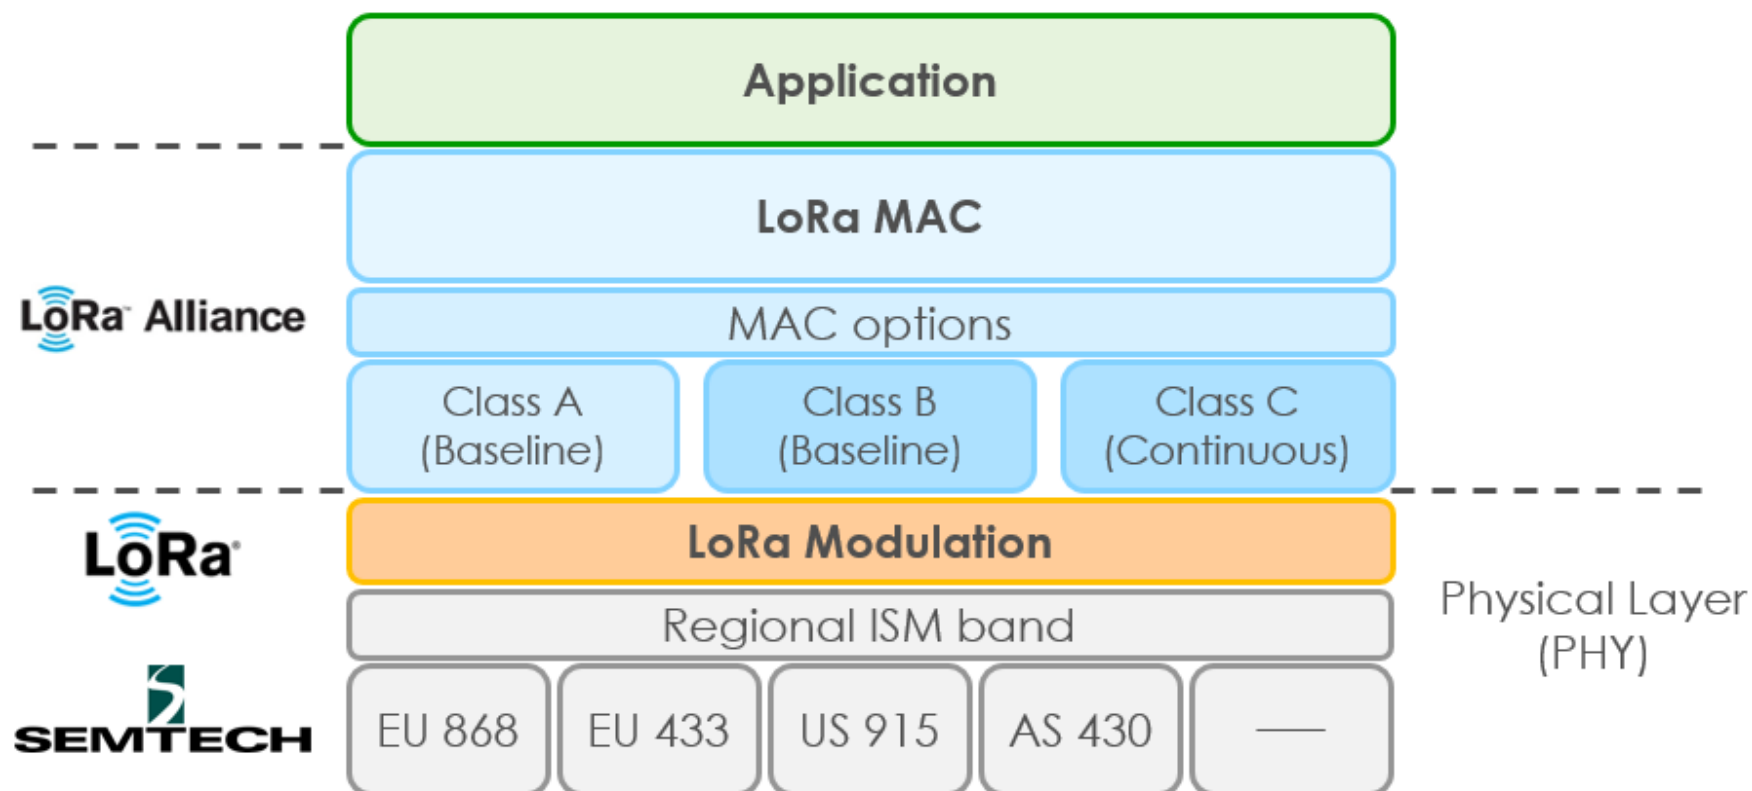 Application
LoRa MAC
LoRa™ Alliance
MAC options
Class A
(Baseline)
Class B
(Baseline)
Class C
(Continuous)
LoRa®
LoRa Modulation
Regional ISM band
Physical Layer
(PHY)
SEMTECH
EU 868
EU 433
US 915
AS 430